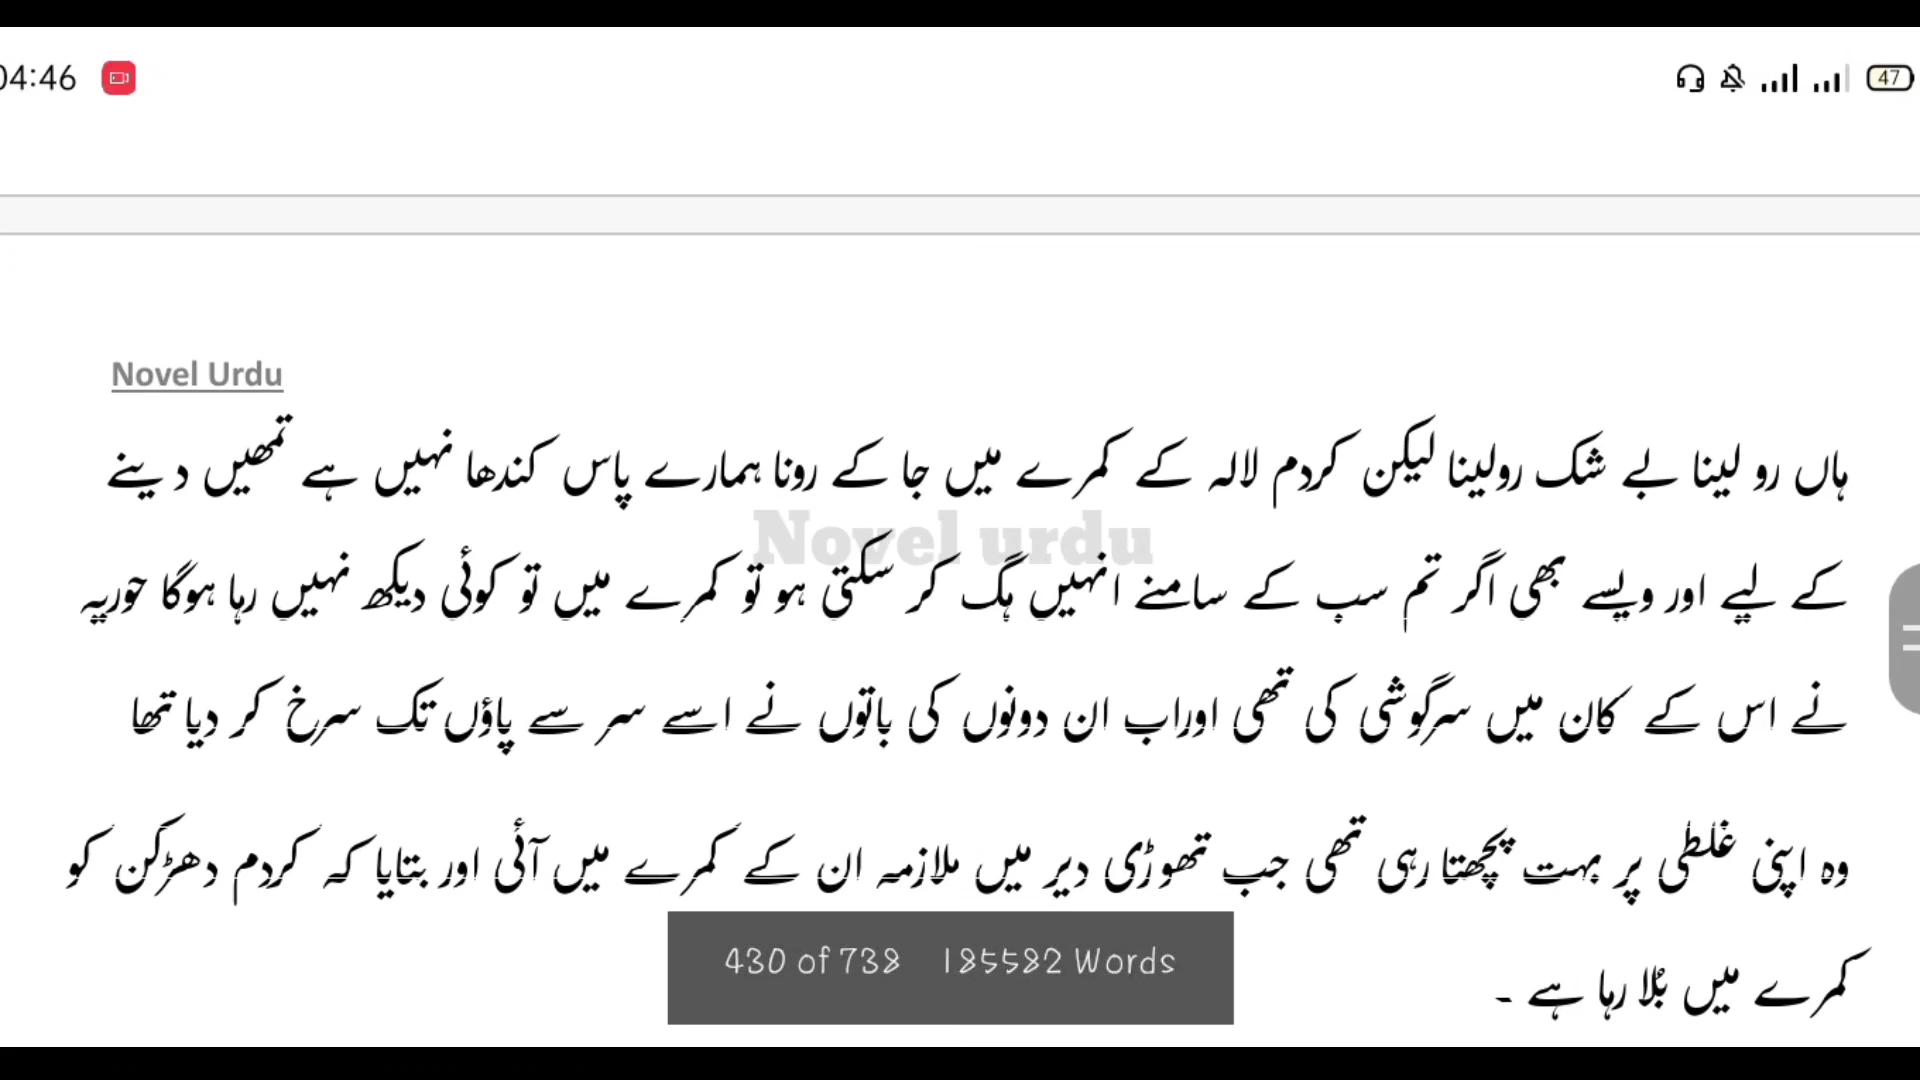 04:46
47
Novel Urdu
ہاں رو لینا بے شک رولینا لیکن کردم لالہ کے کمرے میں جا کے رونا ہمارے پاس کندھا نہیں ہے تمھیں دینے
Novel urdu
کے لیے اور ویسے بھی اگر تم سب کے سامنے انہیں ہگ کر سکتی ہو تو کمرے میں تو کوئی دیکھ نہیں رہا ہوگا حوریہ
نے اس کے کان میں سرگوشی کی تھی اوراب ان دونوں کی باتوں نے اسے سر سے پاؤں تک سرخ کر دیا تھا
وہ اپنی غلطی پر بہت پچھتا رہی تھی جب تھوڑی دیر میں ملازمہ ان کے کمرے میں آئی اور بتایا کہ کردم دھڑکن کو
کمرے میں بُلا رہا ہے ۔
430 of 738 185582 Words